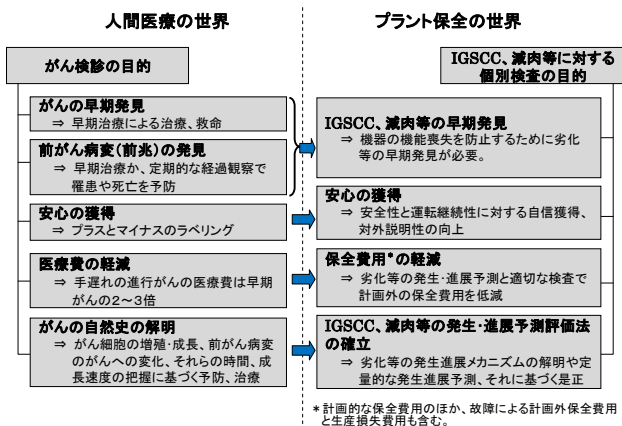 人間医療の世界
がん検診の目的
がんの早期発見
⇒ 早期治療による治療、救命
前がん病変(前兆)の発見
⇒ 早期治療か、定期的な経過観察で
罹患や死亡を予防
安心の獲得
⇒ プラスとマイナスのラベリング
医療費の軽減
⇒ 手遅れの進行がんの医療費は早期
がんの2～3倍
がんの自然史の解明
⇒ がん細胞の増殖・成長、前がん病変
のがんへの変化、それらの時間、成
長速度の把握に基づく予防、治療
プラント保全の世界
IGSCC、減肉等に対する
個別検査の目的
IGSCC、減肉等の早期発見
⇒ 機器の機能喪失を防止するために劣化
等の早期発見が必要。
安心の獲得
⇒ 安全性と運転継続性に対する自信獲得、
対外説明性の向上
保全費用*の軽減
⇒ 劣化等の発生・進展予測と適切な検査で
計画外の保全費用を低減
IGSCC、減肉等の発生・進展予測評価法
の確立
⇒ 劣化等の発生進展メカニズムの解明や定
量的な発生進展予測、それに基づく是正
*計画的な保全費用のほか、故障による計画外保全費用
と生産損失費用も含む。